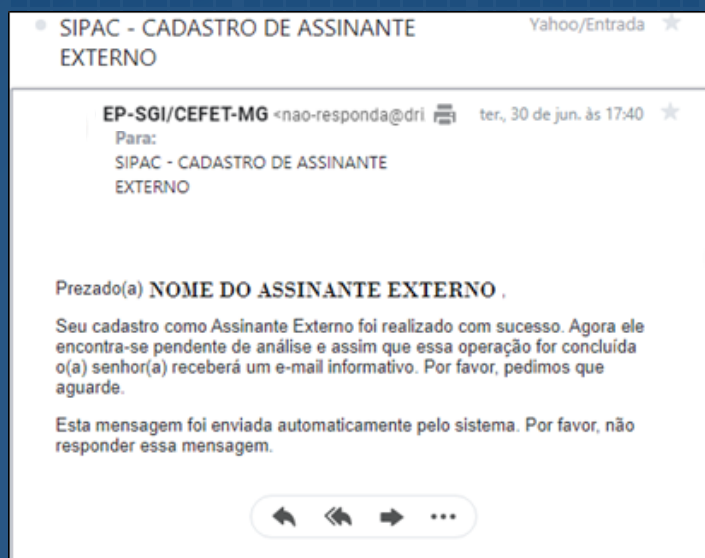 SIPAC - CADASTRO DE ASSINANTE
EXTERNO
Yahoo/Entrada
EP-SGI/CEFET-MG <nao-responda@dri
ter., 30 de jun. às 17:40
Para:
SIPAC - CADASTRO DE ASSINANTE
EXTERNO
Prezado(a) NOME DO ASSINANTE EXTERNO ,
Seu cadastro como Assinante Externo foi realizado com sucesso. Agora ele
encontra-se pendente de análise e assim que essa operação for concluída
o(a) senhor(a) receberá um e-mail informativo. Por favor, pedimos que
aguarde.
Esta mensagem foi enviada automaticamente pelo sistema. Por favor, não
responder essa mensagem.